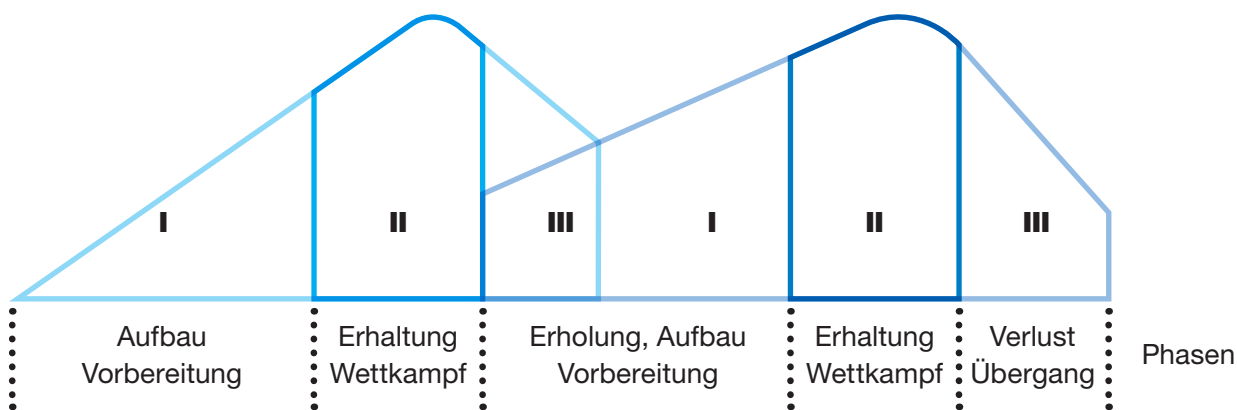 I
II
III
I
II
III
Aufbau
Vorbereitung
Erhaltung
Wettkampf
Erholung, Aufbau
Vorbereitung
Erhaltung
Wettkampf
Verlust
Übergang
Phasen